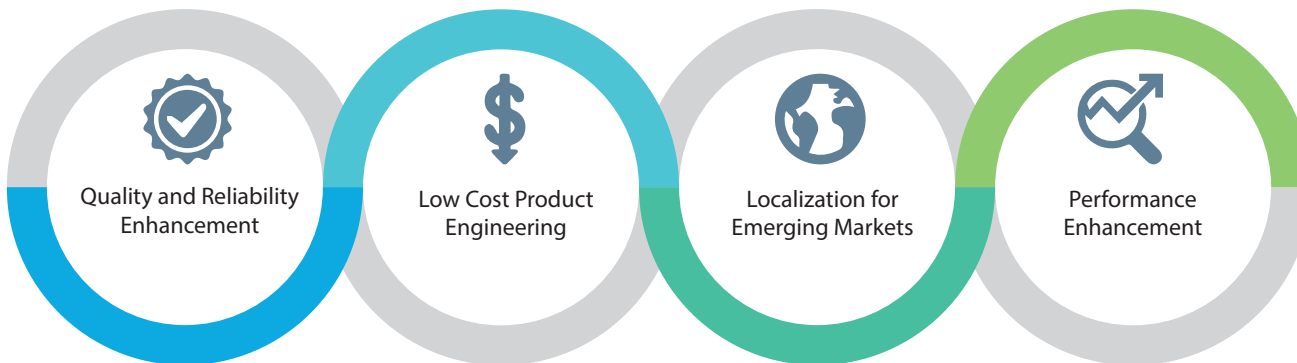 Quality and Reliability
Enhancement
Low Cost Product
Engineering
Localization for
Emerging Markets
Performance
Enhancement